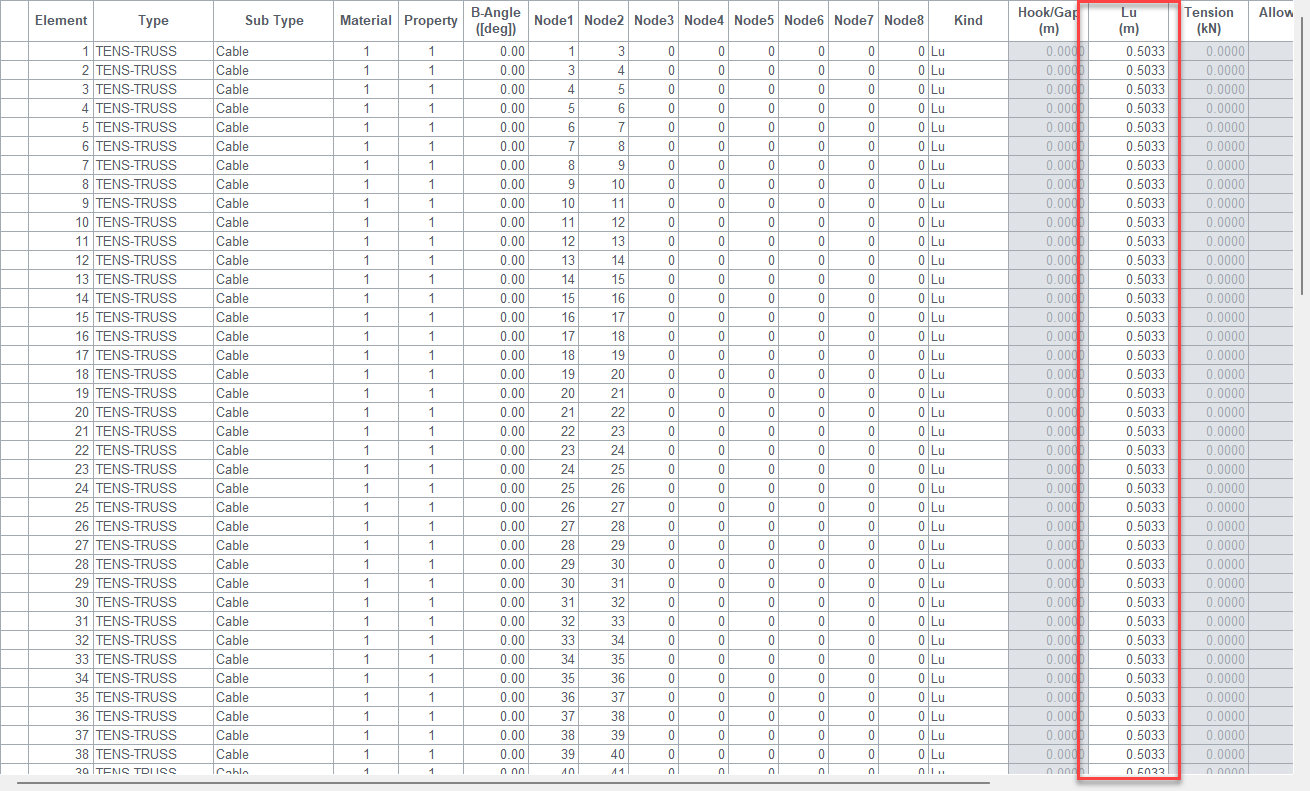 Element Type Sub Type Material Property B-Angle ([deg]) Node1 Node2 Node3 Node4 Node5 Node6 Node7 Node8 Kind Hook/Gap (m) Lu (m) Tension (kN) Allow
1 TENS-TRUSS Cable 1 1 0.00 1 3 0 0 0 0 0 0 Lu 0.0000 0.5033 0.0000
2 TENS-TRUSS Cable 1 1 0.00 3 4 0 0 0 0 0 0 Lu 0.0000 0.5033 0.0000
3 TENS-TRUSS Cable 1 1 0.00 4 5 0 0 0 0 0 0 Lu 0.0000 0.5033 0.0000
4 TENS-TRUSS Cable 1 1 0.00 5 6 0 0 0 0 0 0 Lu 0.0000 0.5033 0.0000
5 TENS-TRUSS Cable 1 1 0.00 6 7 0 0 0 0 0 0 Lu 0.0000 0.5033 0.0000
6 TENS-TRUSS Cable 1 1 0.00 7 8 0 0 0 0 0 0 Lu 0.0000 0.5033 0.0000
7 TENS-TRUSS Cable 1 1 0.00 8 9 0 0 0 0 0 0 Lu 0.0000 0.5033 0.0000
8 TENS-TRUSS Cable 1 1 0.00 9 10 0 0 0 0 0 0 Lu 0.0000 0.5033 0.0000
9 TENS-TRUSS Cable 1 1 0.00 10 11 0 0 0 0 0 0 Lu 0.0000 0.5033 0.0000
10 TENS-TRUSS Cable 1 1 0.00 11 12 0 0 0 0 0 0 Lu 0.0000 0.5033 0.0000
11 TENS-TRUSS Cable 1 1 0.00 12 13 0 0 0 0 0 0 Lu 0.0000 0.5033 0.0000
12 TENS-TRUSS Cable 1 1 0.00 13 14 0 0 0 0 0 0 Lu 0.0000 0.5033 0.0000
13 TENS-TRUSS Cable 1 1 0.00 14 15 0 0 0 0 0 0 Lu 0.0000 0.5033 0.0000
14 TENS-TRUSS Cable 1 1 0.00 15 16 0 0 0 0 0 0 Lu 0.0000 0.5033 0.0000
15 TENS-TRUSS Cable 1 1 0.00 16 17 0 0 0 0 0 0 Lu 0.0000 0.5033 0.0000
16 TENS-TRUSS Cable 1 1 0.00 17 18 0 0 0 0 0 0 Lu 0.0000 0.5033 0.0000
17 TENS-TRUSS Cable 1 1 0.00 18 19 0 0 0 0 0 0 Lu 0.0000 0.5033 0.0000
18 TENS-TRUSS Cable 1 1 0.00 19 20 0 0 0 0 0 0 Lu 0.0000 0.5033 0.0000
19 TENS-TRUSS Cable 1 1 0.00 20 21 0 0 0 0 0 0 Lu 0.0000 0.5033 0.0000
20 TENS-TRUSS Cable 1 1 0.00 21 22 0 0 0 0 0 0 Lu 0.0000 0.5033 0.0000
21 TENS-TRUSS Cable 1 1 0.00 22 23 0 0 0 0 0 0 Lu 0.0000 0.5033 0.0000
22 TENS-TRUSS Cable 1 1 0.00 23 24 0 0 0 0 0 0 Lu 0.0000 0.5033 0.0000
23 TENS-TRUSS Cable 1 1 0.00 24 25 0 0 0 0 0 0 Lu 0.0000 0.5033 0.0000
24 TENS-TRUSS Cable 1 1 0.00 25 26 0 0 0 0 0 0 Lu 0.0000 0.5033 0.0000
25 TENS-TRUSS Cable 1 1 0.00 26 27 0 0 0 0 0 0 Lu 0.0000 0.5033 0.0000
26 TENS-TRUSS Cable 1 1 0.00 27 28 0 0 0 0 0 0 Lu 0.0000 0.5033 0.0000
27 TENS-TRUSS Cable 1 1 0.00 28 29 0 0 0 0 0 0 Lu 0.0000 0.5033 0.0000
28 TENS-TRUSS Cable 1 1 0.00 29 30 0 0 0 0 0 0 Lu 0.0000 0.5033 0.0000
29 TENS-TRUSS Cable 1 1 0.00 30 31 0 0 0 0 0 0 Lu 0.0000 0.5033 0.0000
30 TENS-TRUSS Cable 1 1 0.00 31 32 0 0 0 0 0 0 Lu 0.0000 0.5033 0.0000
31 TENS-TRUSS Cable 1 1 0.00 32 33 0 0 0 0 0 0 Lu 0.0000 0.5033 0.0000
32 TENS-TRUSS Cable 1 1 0.00 33 34 0 0 0 0 0 0 Lu 0.0000 0.5033 0.0000
33 TENS-TRUSS Cable 1 1 0.00 34 35 0 0 0 0 0 0 Lu 0.0000 0.5033 0.0000
34 TENS-TRUSS Cable 1 1 0.00 35 36 0 0 0 0 0 0 Lu 0.0000 0.5033 0.0000
35 TENS-TRUSS Cable 1 1 0.00 36 37 0 0 0 0 0 0 Lu 0.0000 0.5033 0.0000
36 TENS-TRUSS Cable 1 1 0.00 37 38 0 0 0 0 0 0 Lu 0.0000 0.5033 0.0000
37 TENS-TRUSS Cable 1 1 0.00 38 39 0 0 0 0 0 0 Lu 0.0000 0.5033 0.0000
38 TENS-TRUSS Cable 1 1 0.00 39 40 0 0 0 0 0 0 Lu 0.0000 0.5033 0.0000
39 TENS-TRUSS Cable 1 1 0.00 40 41 0 0 0 0 0 0 Lu 0.0000 0.5033 0.0000